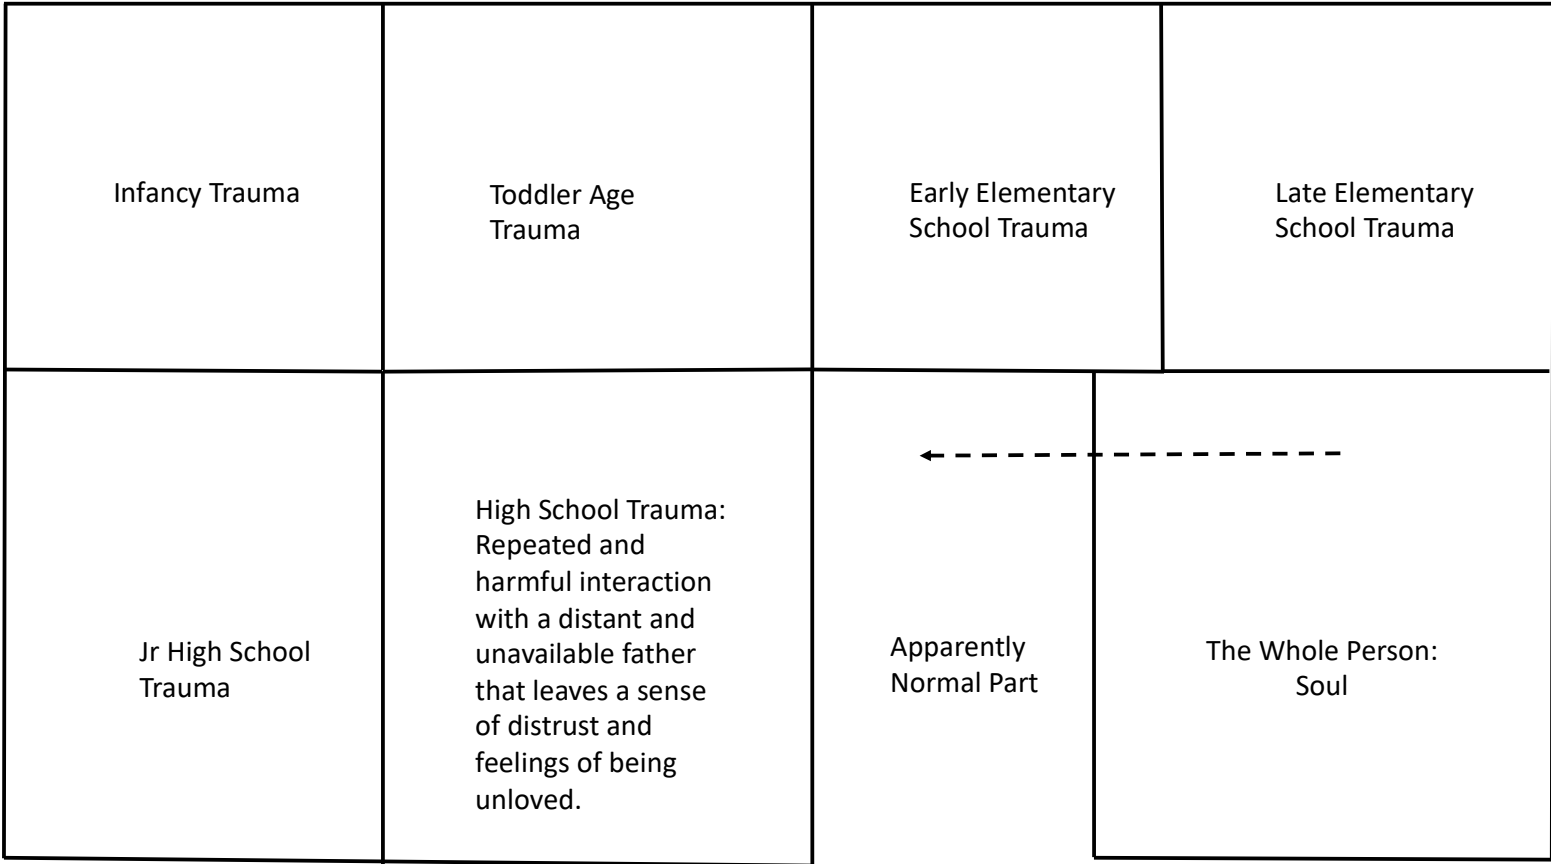 Infancy Trauma
Toddler Age
Trauma
Early Elementary
School Trauma
Late Elementary
School Trauma
Jr High School
Trauma
High School Trauma:
Repeated and
harmful interaction
with a distant and
unavailable father
that leaves a sense
of distrust and
feelings of being
unloved.
Apparently
Normal Part
The Whole Person:
Soul